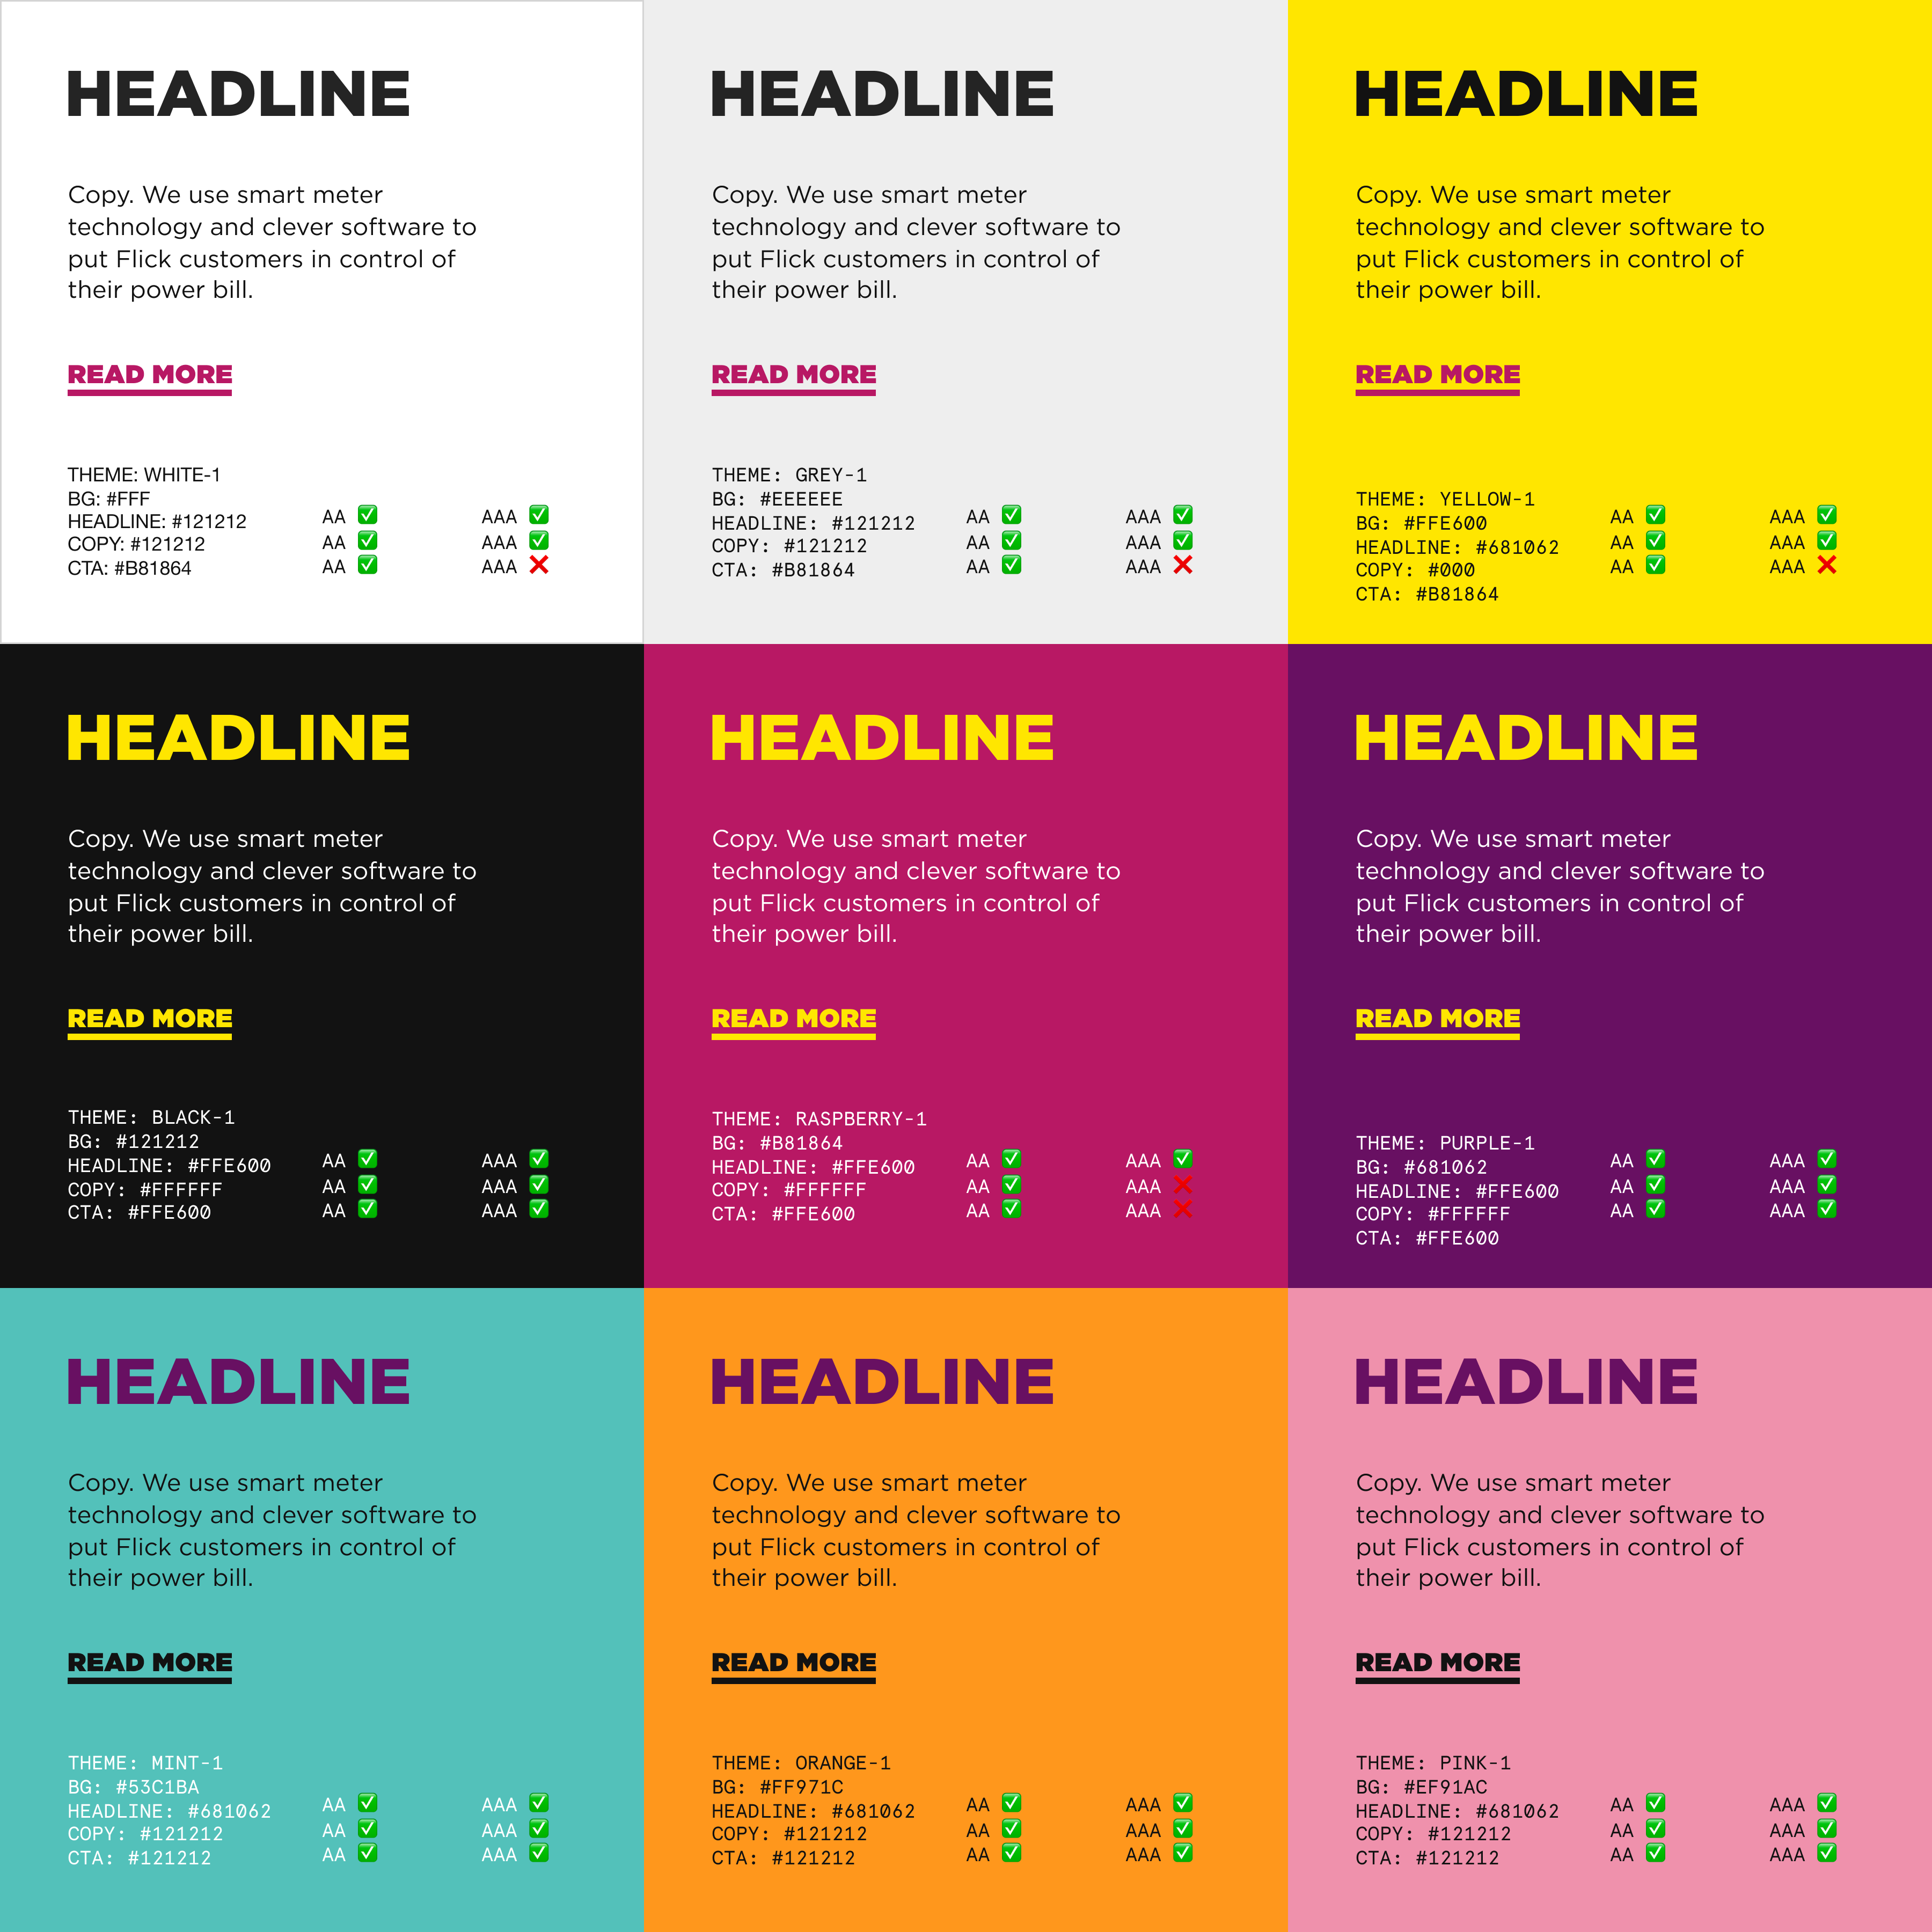 HEADLINE
Copy. We use smart meter
technology and clever software to
put Flick customers in control of
their power bill.
READ MORE
THEME: WHITE-1
BG: #FFF
HEADLINE: #121212 AA ✅ AAA ✅
COPY: #121212 AA ✅ AAA ✅
CTA: #B81864 AA ✅ AAA ❌
HEADLINE
Copy. We use smart meter
technology and clever software to
put Flick customers in control of
their power bill.
READ MORE
THEME: GREY-1
BG: #EEEEEE
HEADLINE: #121212 AA ✅ AAA ✅
COPY: #121212 AA ✅ AAA ✅
CTA: #B81864 AA ✅ AAA ❌
HEADLINE
Copy. We use smart meter
technology and clever software to
put Flick customers in control of
their power bill.
READ MORE
THEME: YELLOW-1
BG: #FFE600 AA ✅ AAA ✅
HEADLINE: #681062 AA ✅ AAA ✅
COPY: #000 AA ✅ AAA ❌
CTA: #B81864
HEADLINE
Copy. We use smart meter
technology and clever software to
put Flick customers in control of
their power bill.
READ MORE
THEME: BLACK-1
BG: #121212
HEADLINE: #FFE600 AA ✅ AAA ✅
COPY: #FFFFFF AA ✅ AAA ✅
CTA: #FFE600 AA ✅ AAA ✅
HEADLINE
Copy. We use smart meter
technology and clever software to
put Flick customers in control of
their power bill.
READ MORE
THEME: RASPBERRY-1
BG: #B81864
HEADLINE: #FFE600 AA ✅ AAA ✅
COPY: #FFFFFF AA ✅ AAA ❌
CTA: #FFE600 AA ✅ AAA ❌
HEADLINE
Copy. We use smart meter
technology and clever software to
put Flick customers in control of
their power bill.
READ MORE
THEME: PURPLE-1
BG: #681062 AA ✅ AAA ✅
HEADLINE: #FFE600 AA ✅ AAA ✅
COPY: #FFFFFF AA ✅ AAA ✅
CTA: #FFE600
HEADLINE
Copy. We use smart meter
technology and clever software to
put Flick customers in control of
their power bill.
READ MORE
THEME: MINT-1
BG: #53C1BA
HEADLINE: #681062 AA ✅ AAA ✅
COPY: #121212 AA ✅ AAA ✅
CTA: #121212 AA ✅ AAA ✅
HEADLINE
Copy. We use smart meter
technology and clever software to
put Flick customers in control of
their power bill.
READ MORE
THEME: ORANGE-1
BG: #FF971C
HEADLINE: #681062 AA ✅ AAA ✅
COPY: #121212 AA ✅ AAA ✅
CTA: #121212 AA ✅ AAA ✅
HEADLINE
Copy. We use smart meter
technology and clever software to
put Flick customers in control of
their power bill.
READ MORE
THEME: PINK-1
BG: #EF91AC
HEADLINE: #681062 AA ✅ AAA ✅
COPY: #121212 AA ✅ AAA ✅
CTA: #121212 AA ✅ AAA ✅